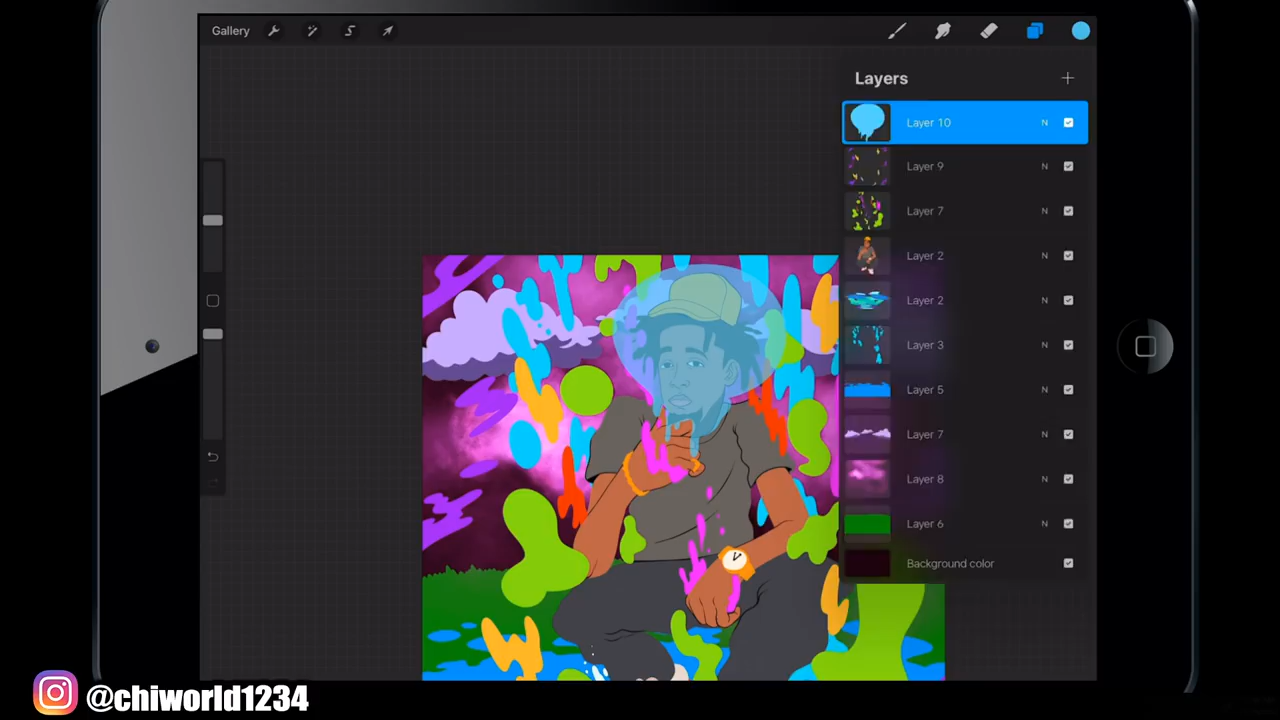 Gallery
Layers
Layer 10 N
Layer 9 N
Layer 7 N
Layer 2 N
Layer 2 N
Layer 3 N
Layer 5 N
Layer 7 N
Layer 8 N
Layer 6 N
Background color
@chiworld1234